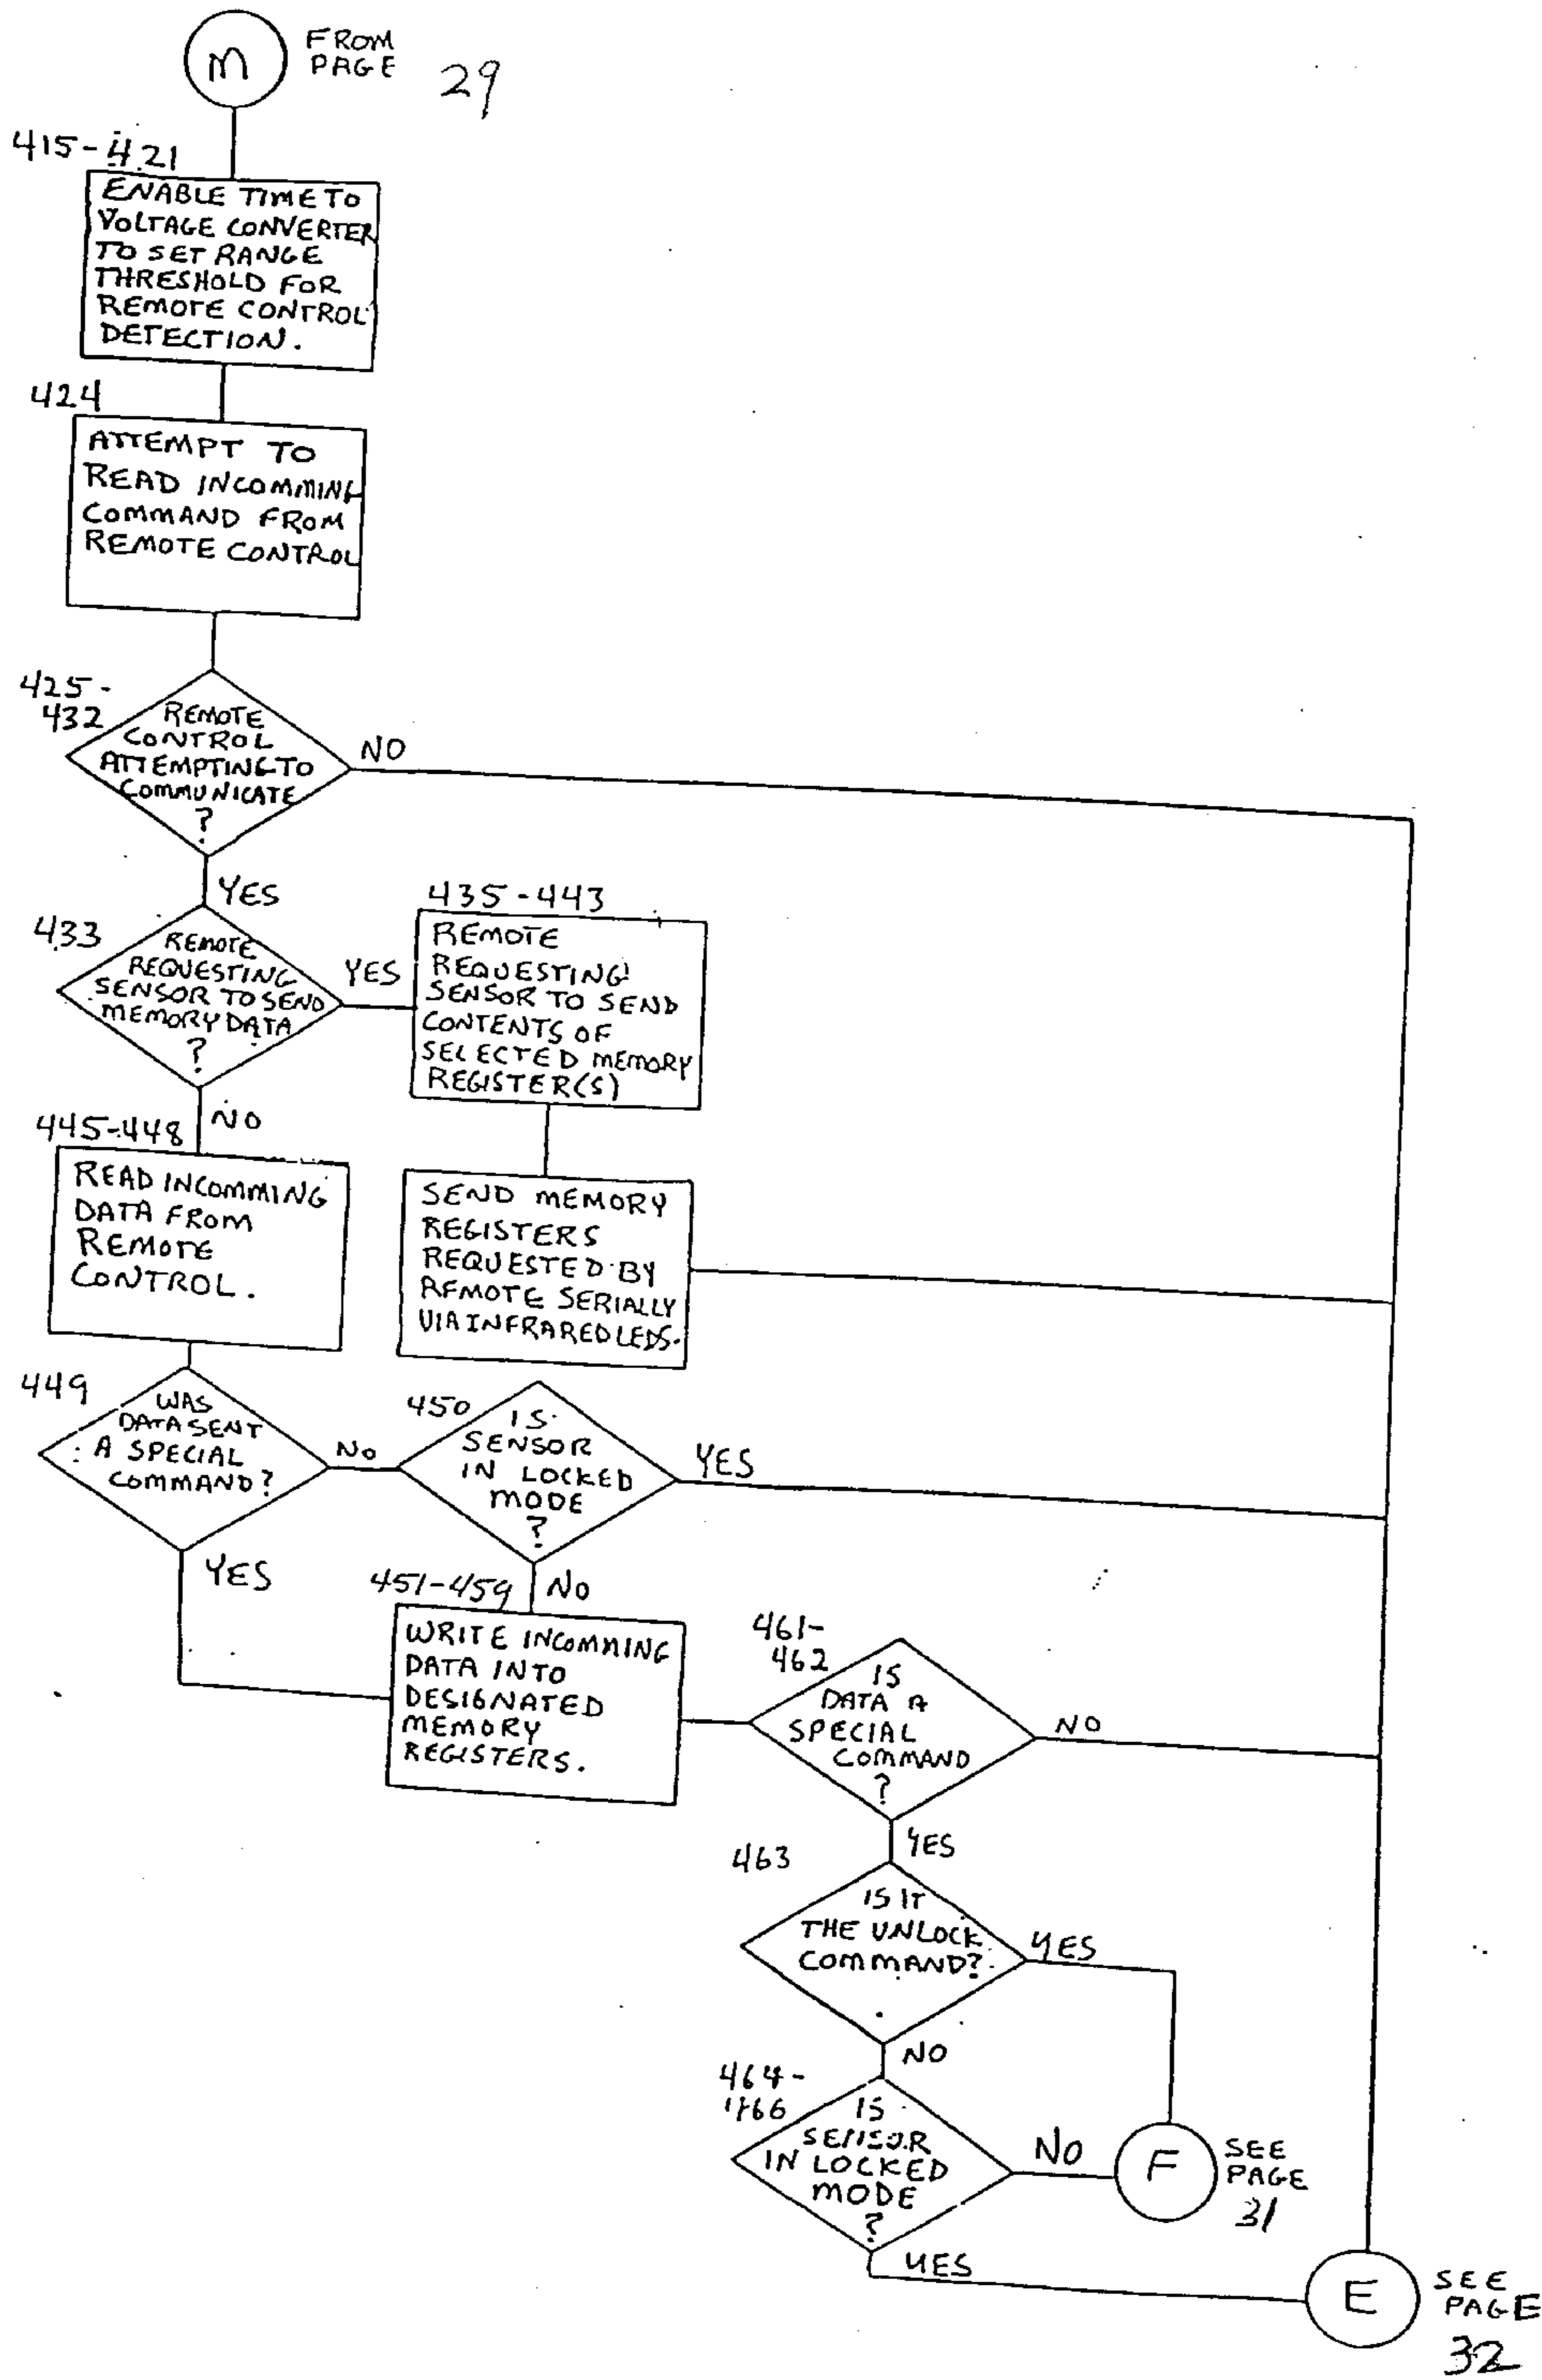 M
FROM
PAGE 29
415-421
ENABLE TIME TO
VOLTAGE CONVERTER
TO SET RANGE
THRESHOLD FOR
REMOTE CONTROL
DETECTION.
424
ATTEMPT TO
READ INCOMMING
COMMAND FROM
REMOTE CONTROL
425-
432
REMOTE
CONTROL
ATTEMPTING TO
COMMUNICATE
?
NO
YES
433
REMOTE
REQUESTING
SENSOR TO SEND
MEMORY DATA
?
YES
435-443
REMOTE
REQUESTING
SENSOR TO SEND
CONTENTS OF
SELECTED MEMORY
REGISTER(S)
NO
445-448
READ INCOMMING
DATA FROM
REMOTE
CONTROL.
SEND MEMORY
REGISTERS
REQUESTED BY
REMOTE SERIALLY
VIA INFRARED LEDS.
449
WAS
DATA SENT
A SPECIAL
COMMAND?
NO
450
IS
SENSOR
IN LOCKED
MODE
?
YES
YES
NO
451-459
WRITE INCOMMING
DATA INTO
DESIGNATED
MEMORY
REGISTERS.
461-
462
IS
DATA A
SPECIAL
COMMAND
?
NO
YES
463
IS IT
THE UNLOCK
COMMAND?
YES
NO
464-
466
IS
SENSOR
IN LOCKED
MODE
?
NO
F
SEE
PAGE
31
YES
E
SEE
PAGE
32